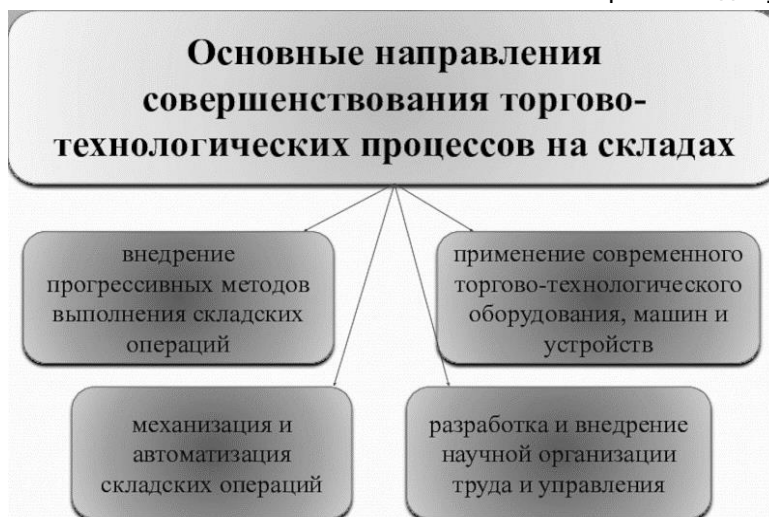 Основные направления
совершенствования торгово-
технологических процессов на складах
внедрение
прогрессивных методов
выполнения складских
операций
применение современного
торгово-технологического
оборудования, машин и
устройств
механизация и
автоматизация
складских операций
разработка и внедрение
научной организации
труда и управления